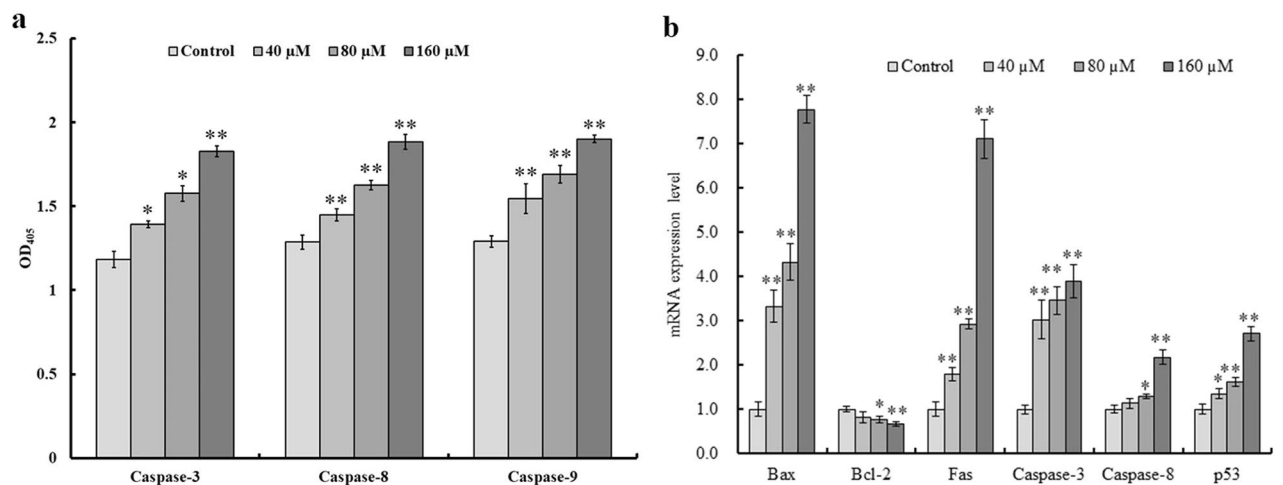 a
2.5
Control 40 µM 80 µM 160 µM
2
1.5
1
0.5
0
OD405
* * **
** ** **
** ** **
Caspase-3 Caspase-8 Caspase-9
b
9.0
Control 40 µM 80 µM 160 µM
8.0
7.0
6.0
5.0
4.0
3.0
2.0
1.0
0.0
mRNA expression level
** ** **
* **
** ** **
** ** **
* **
* ** **
Bax Bcl-2 Fas Caspase-3 Caspase-8 p53